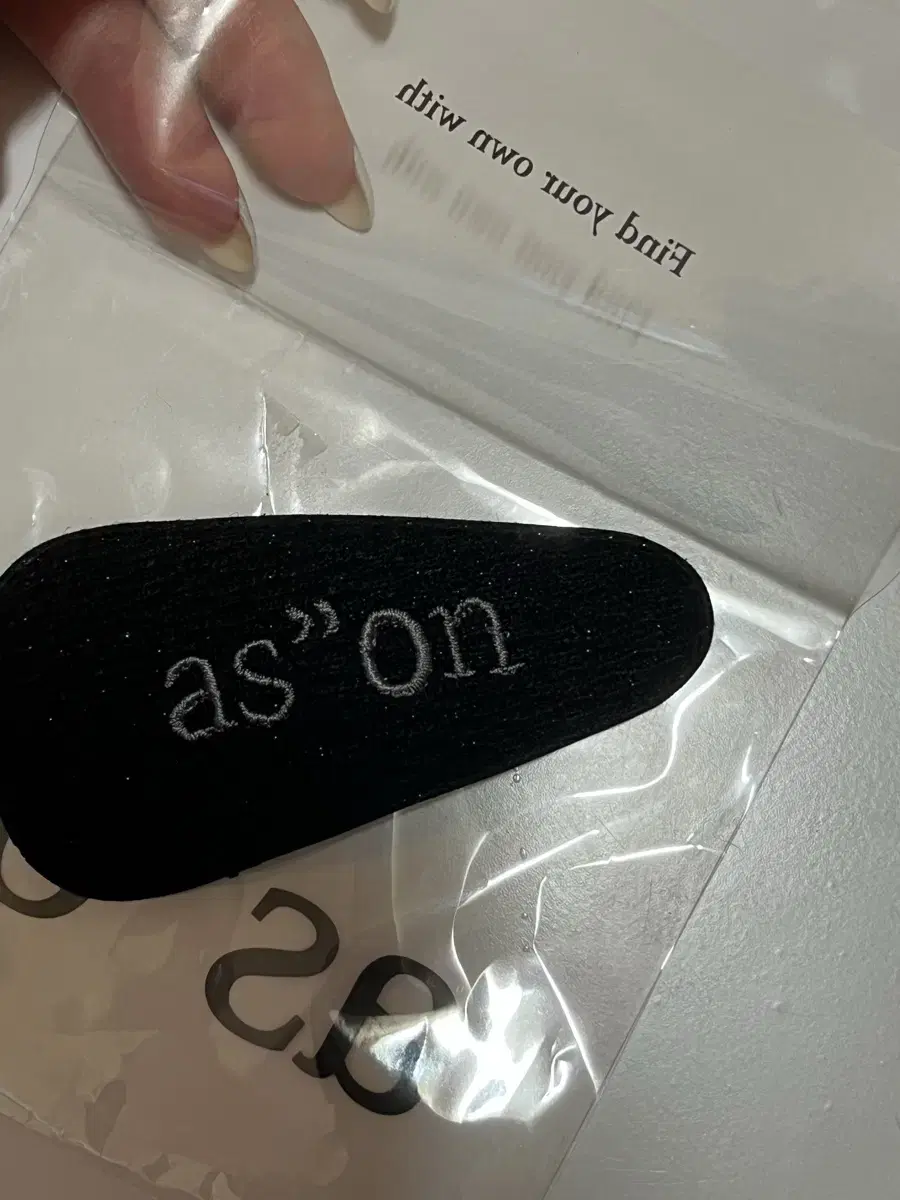 Find your own with
as”on
as